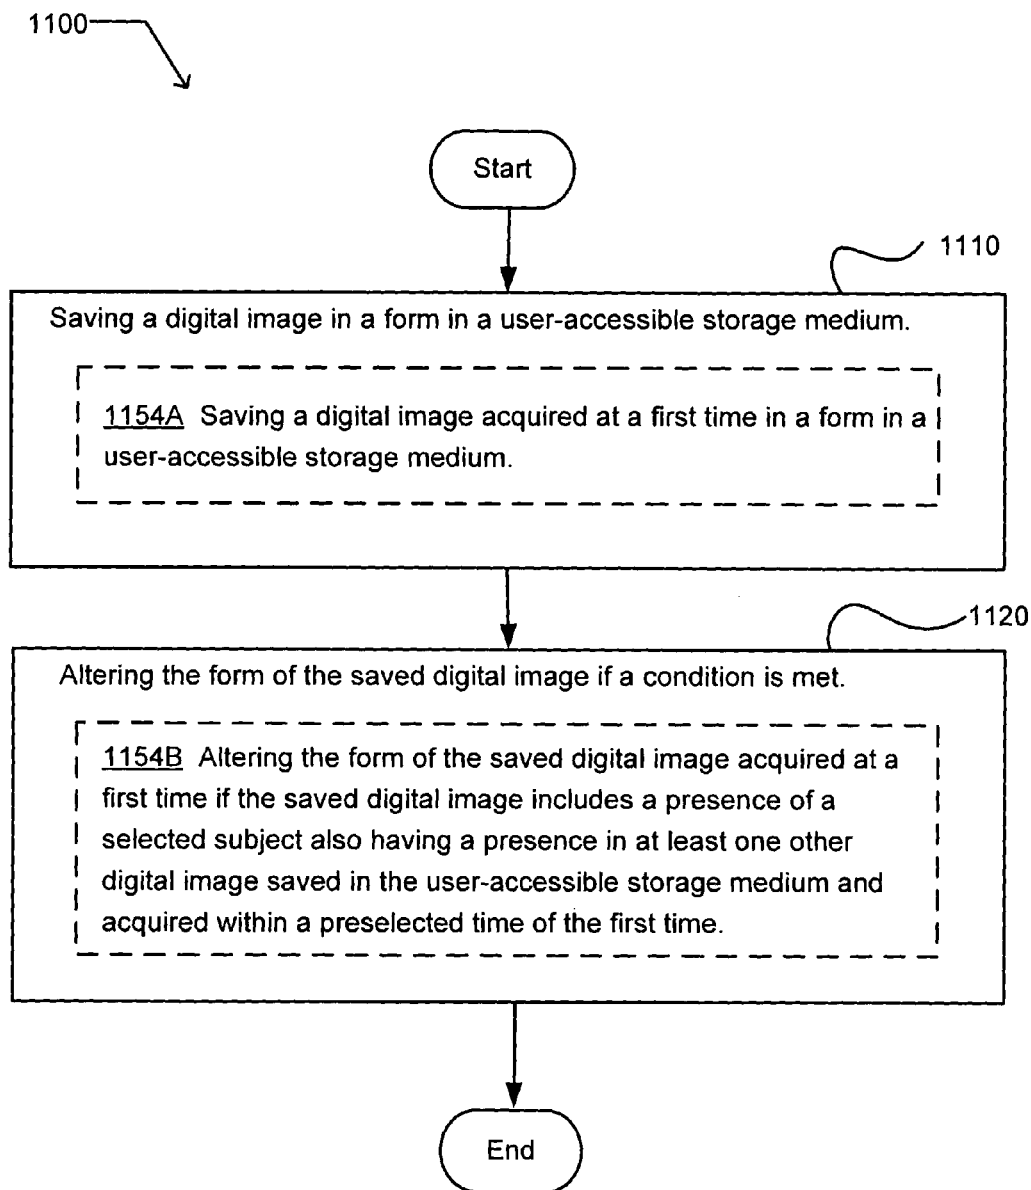 1100
Start
1110
Saving a digital image in a form in a user-accessible storage medium.
1154A Saving a digital image acquired at a first time in a form in a
user-accessible storage medium.
1120
Altering the form of the saved digital image if a condition is met.
1154B Altering the form of the saved digital image acquired at a
first time if the saved digital image includes a presence of a
selected subject also having a presence in at least one other
digital image saved in the user-accessible storage medium and
acquired within a preselected time of the first time.
End